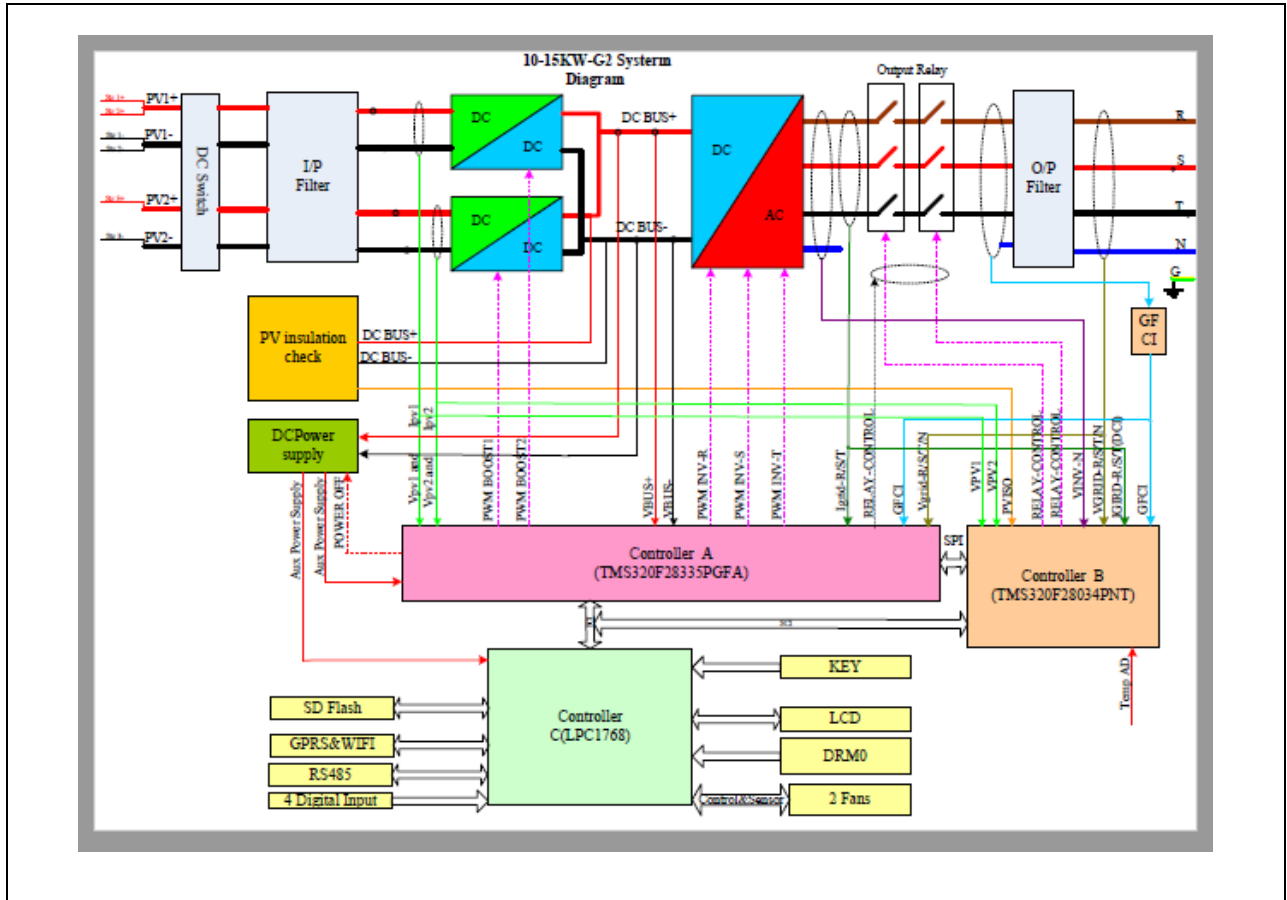 10-15KW-G2 Systerm
Diagram
Output Relay
PV1+
PV1-
PV2+
PV2-
DC Switch
I/P
Filter
DC
DC
DC
DC
DC BUS+
DC BUS-
DC
AC
O/P
Filter
R
S
T
N
G
GF
CI
PV insulation
check
DC BUS+
DC BUS-
DCPower
supply
Aux Power Supply
Aux Power Supply
POWER OFF
Vpv1 and Ipv1
Vpv2 and Ipv2
PWM BOOST1
PWM BOOST2
VBUS+
VBUS-
PWM INV-R
PWM INV-S
PWM INV-T
Igrid-R/S/T
RELAY-CONTROL
GFCI
Vgrid-R/S/T/N
VPV1
VPV2
PVISO
RELAY-CONTROL
RELAY-CONTROL
VINV-N
VGRID-R/S/T/N
IGRID-R/S/T(DCI)
GFCI
Controller A
(TMS320F28335PGFA)
SPI
Controller B
(TMS320F28034PNT)
Temp AD
Controller
C(LPC1768)
SD Flash
GPRS&WIFI
RS485
4 Digital Input
KEY
LCD
DRM0
Control&Sensor
2 Fans